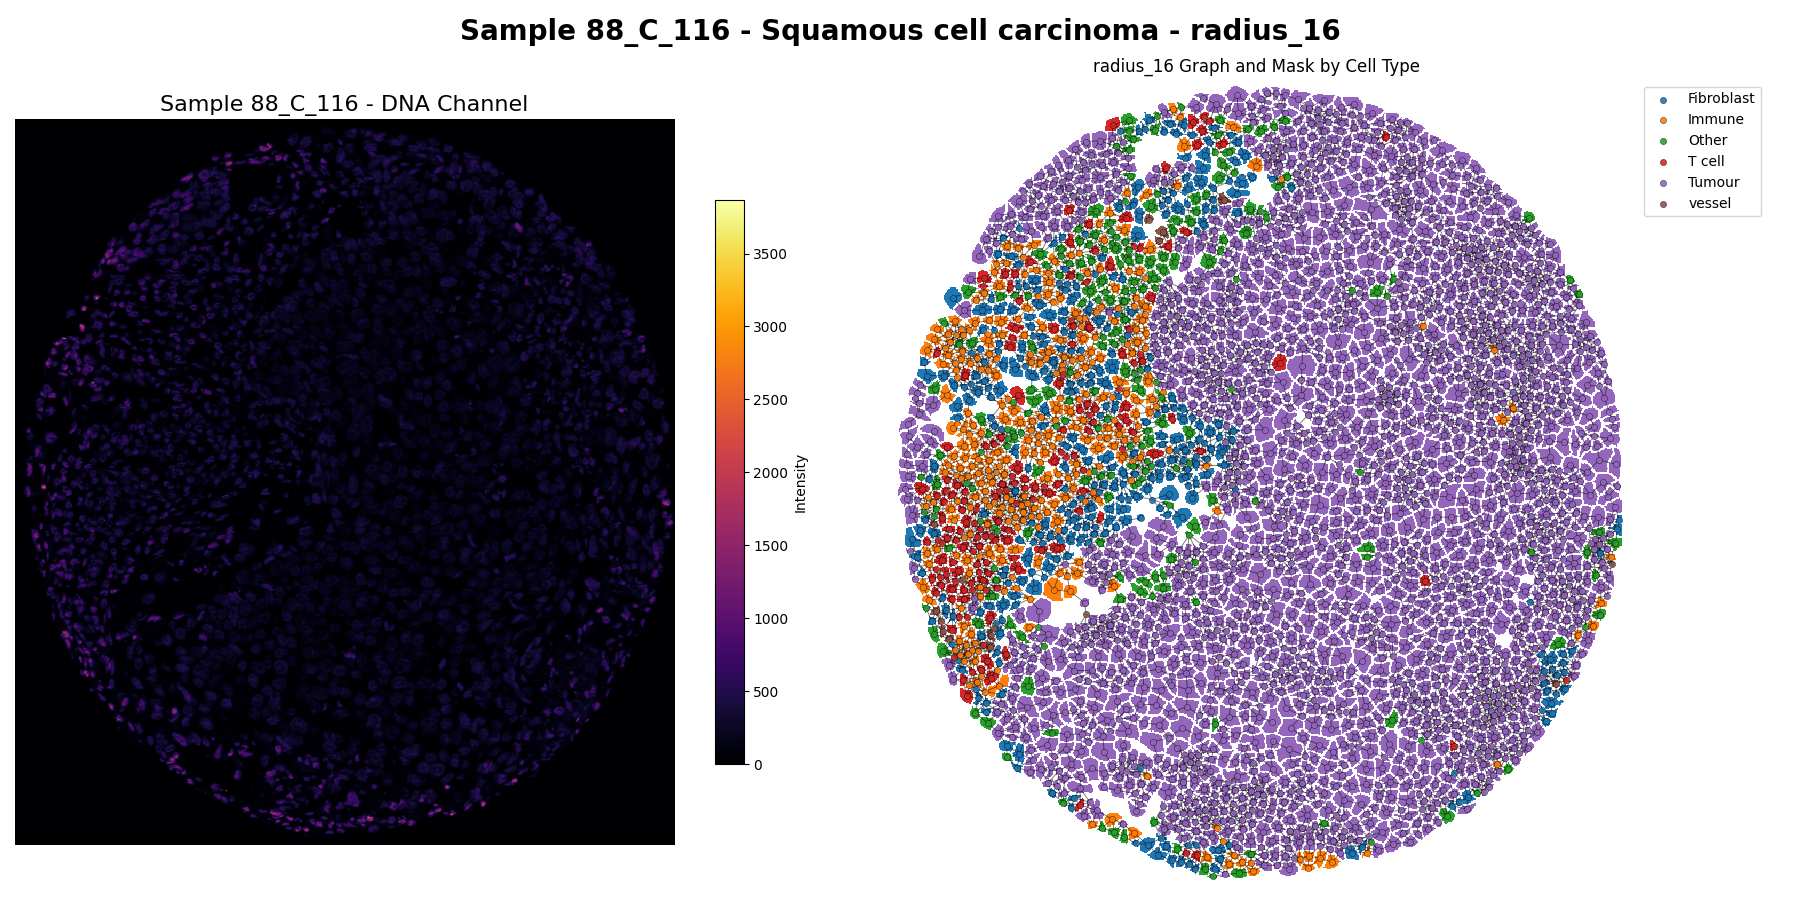 Sample 88_C_116 - Squamous cell carcinoma - radius_16
Sample 88_C_116 - DNA Channel
radius_16 Graph and Mask by Cell Type
3500
3000
2500
2000
1500
1000
500
0
Intensity
Fibroblast
Immune
Other
T cell
Tumour
vessel